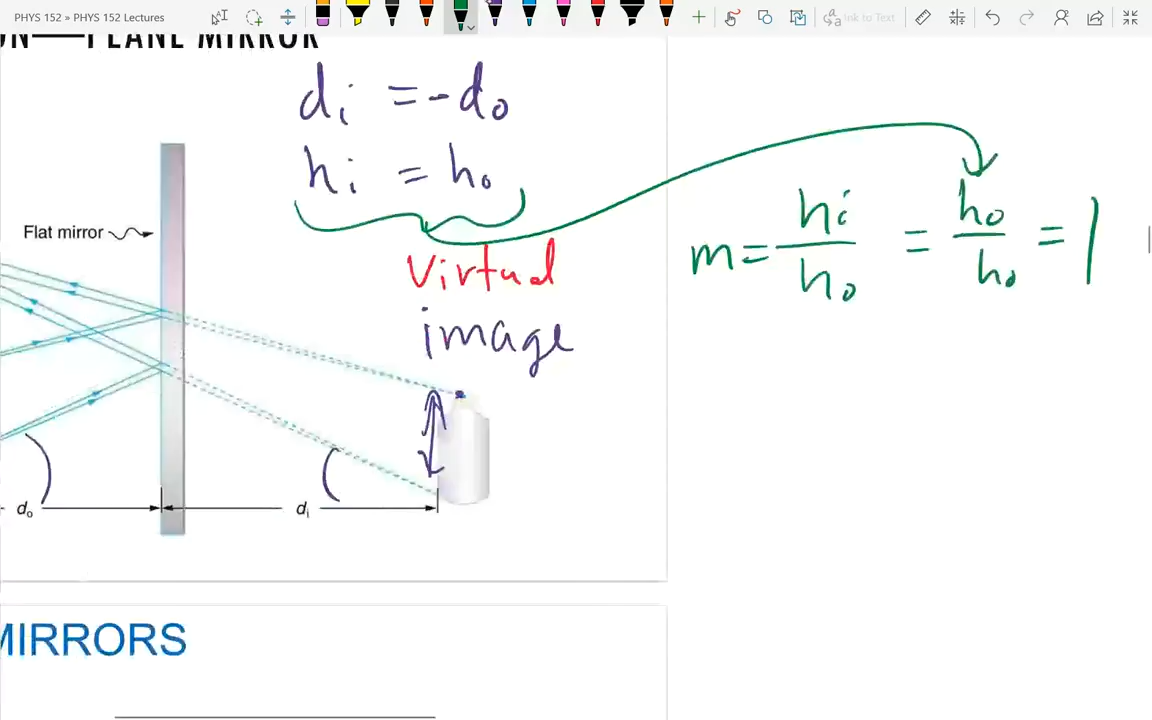 PHYS 152 » PHYS 152 Lectures
Ink to Text
ON—PLANE MIRROR
di = -do
hi = ho
Flat mirror
Virtual
image
m = hi / ho = ho / ho = 1
do
di
MIRRORS